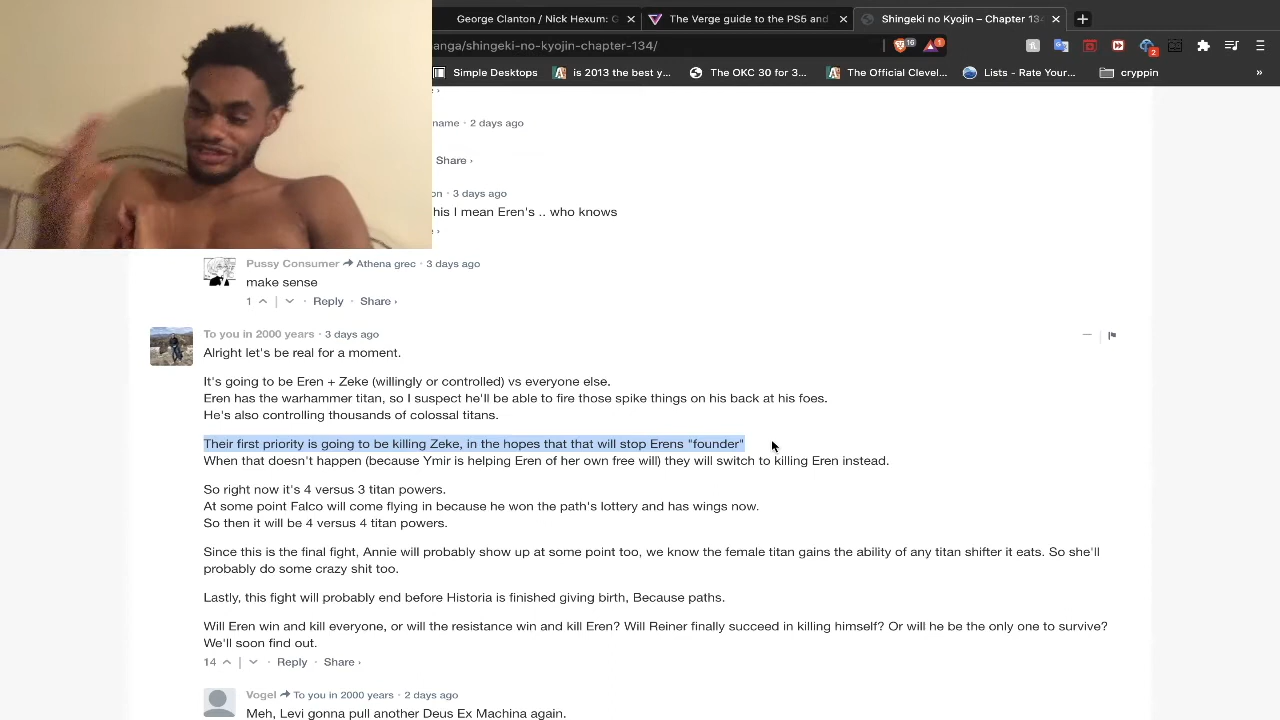 George Clanton / Nick Hexum: G
The Verge guide to the PS5 and
Shingeki no Kyojin – Chapter 13
anga/shingeki-no-kyojin-chapter-134/
16
1
2
Simple Desktops
is 2013 the best y...
The OKC 30 for 3...
The Official Clevel...
Lists - Rate Your...
cryppin
»
name · 2 days ago
Share ›
on · 3 days ago
his I mean Eren's .. who knows
Pussy Consumer Athena grec · 3 days ago
make sense
1 | · Reply · Share ›
To you in 2000 years · 3 days ago
Alright let's be real for a moment.
It's going to be Eren + Zeke (willingly or controlled) vs everyone else.
Eren has the warhammer titan, so I suspect he'll be able to fire those spike things on his back at his foes.
He's also controlling thousands of colossal titans.
Their first priority is going to be killing Zeke, in the hopes that that will stop Erens "founder"
When that doesn't happen (because Ymir is helping Eren of her own free will) they will switch to killing Eren instead.
So right now it's 4 versus 3 titan powers.
At some point Falco will come flying in because he won the path's lottery and has wings now.
So then it will be 4 versus 4 titan powers.
Since this is the final fight, Annie will probably show up at some point too, we know the female titan gains the ability of any titan shifter it eats. So she'll
probably do some crazy shit too.
Lastly, this fight will probably end before Historia is finished giving birth, Because paths.
Will Eren win and kill everyone, or will the resistance win and kill Eren? Will Reiner finally succeed in killing himself? Or will he be the only one to survive?
We'll soon find out.
14 | · Reply · Share ›
Vogel To you in 2000 years · 2 days ago
Meh, Levi gonna pull another Deus Ex Machina again.